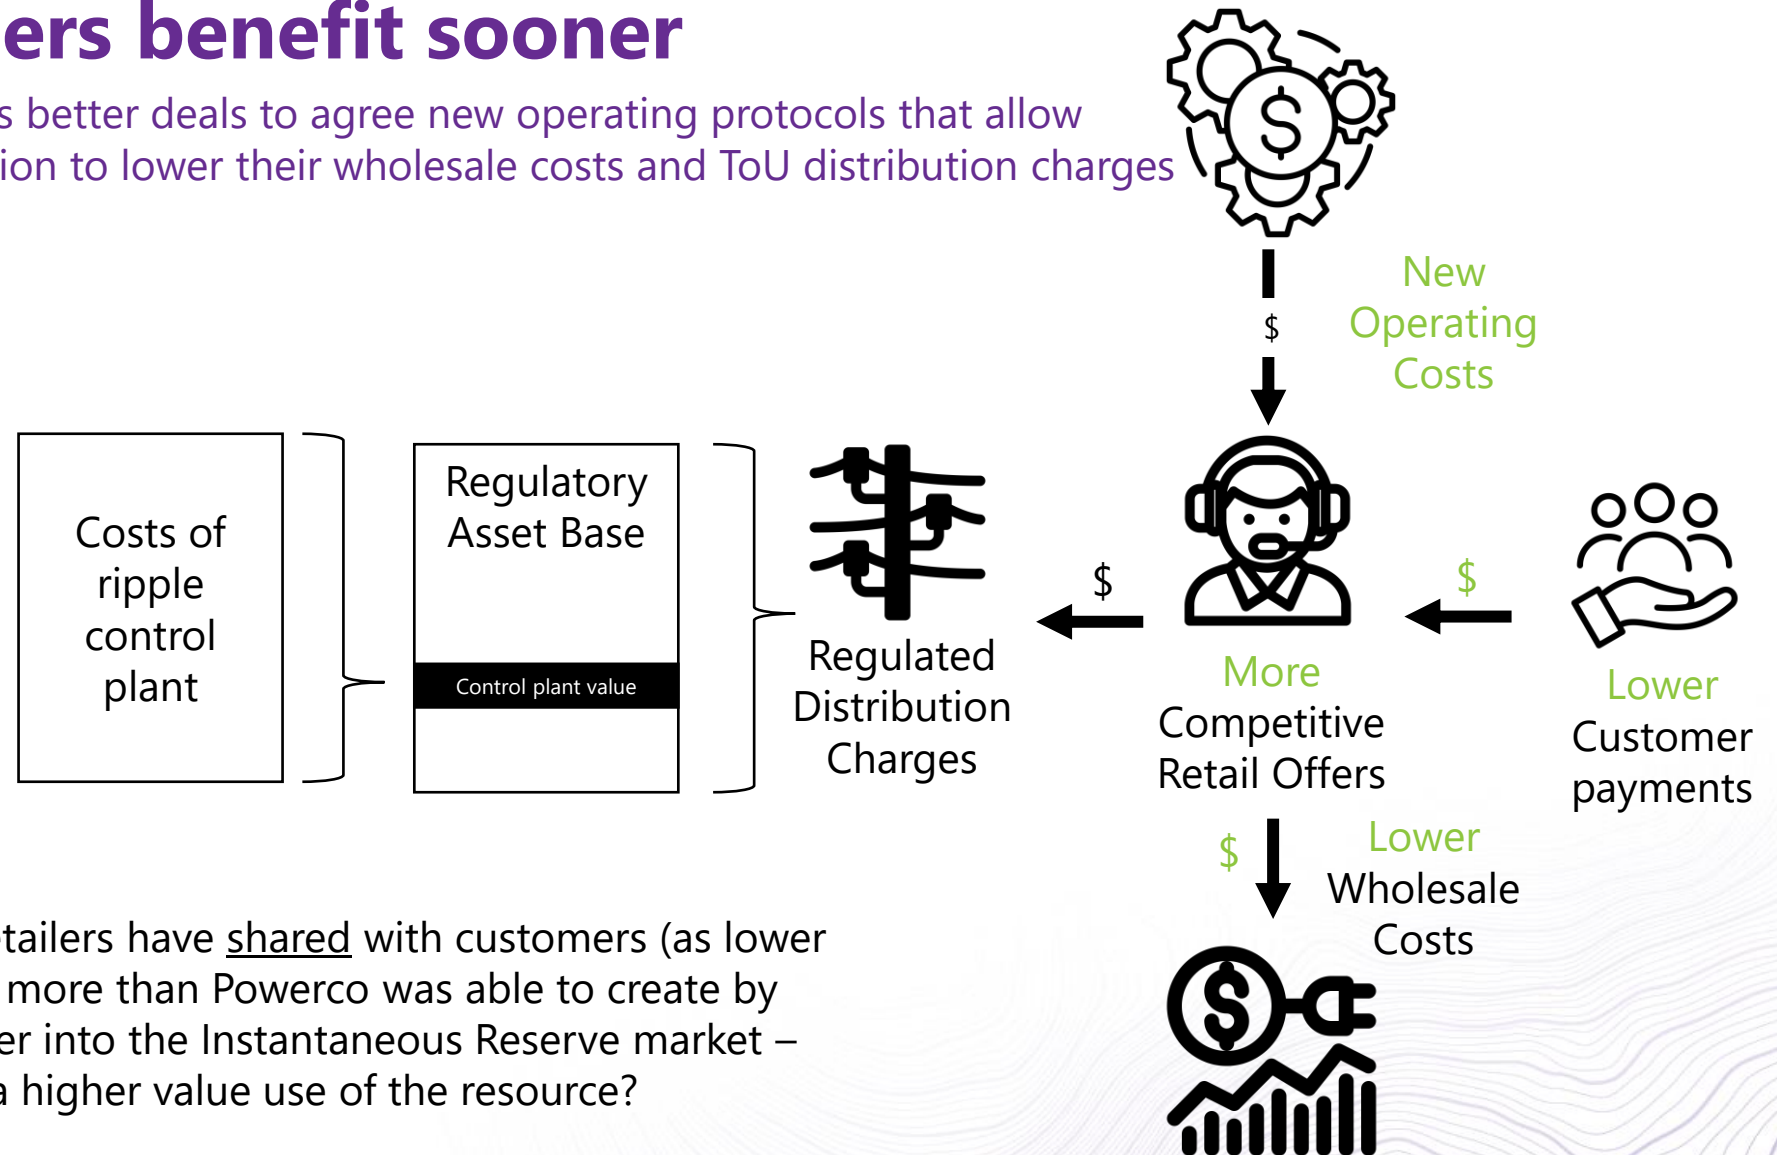 ers benefit sooner
s better deals to agree new operating protocols that allow
ion to lower their wholesale costs and ToU distribution charges
$
New
Operating
Costs
$
Costs of
ripple
control
plant
Regulatory
Asset Base
Control plant value
Regulated
Distribution
Charges
$
More
Competitive
Retail Offers
$
Lower
Customer
payments
$
Lower
Wholesale
Costs
$
etailers have shared with customers (as lower
more than Powerco was able to create by
er into the Instantaneous Reserve market –
a higher value use of the resource?